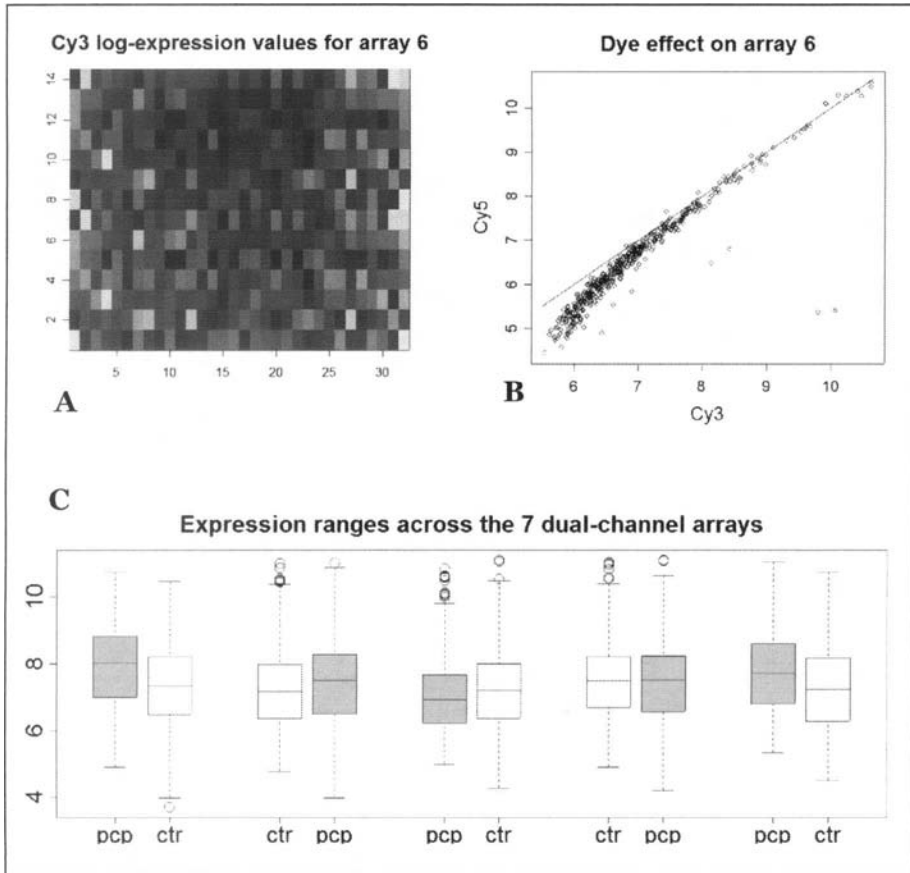 Cy3 log-expression values for array 6
14
12
10
8
6
4
2
5 10 15 20 25 30
A
Dye effect on array 6
10
9
8
7
6
5
Cy5
6 7 8 9 10
Cy3
B
C
Expression ranges across the 7 dual-channel arrays
10
8
6
4
pcp ctr ctr pcp pcp ctr ctr pcp pcp ctr